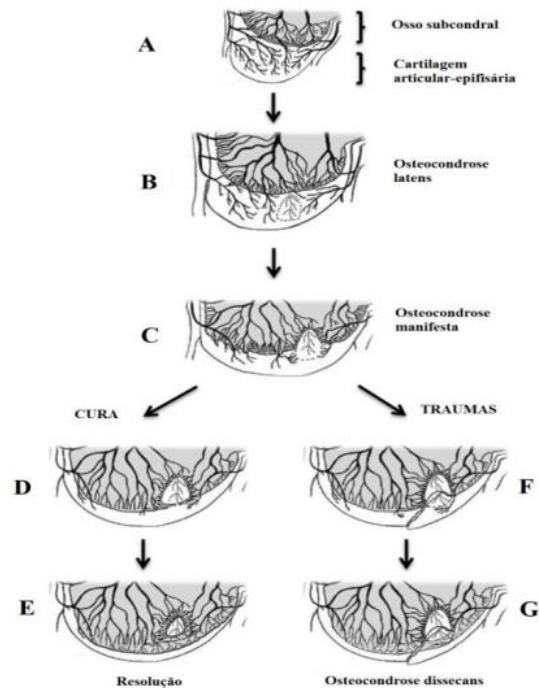 A
Osso subcondral
Cartilagem
articular-epifisária
B
Osteocondrose
latens
C
Osteocondrose
manifesta
CURA
TRAUMAS
D
F
E
G
Resolução
Osteocondrose dissecans